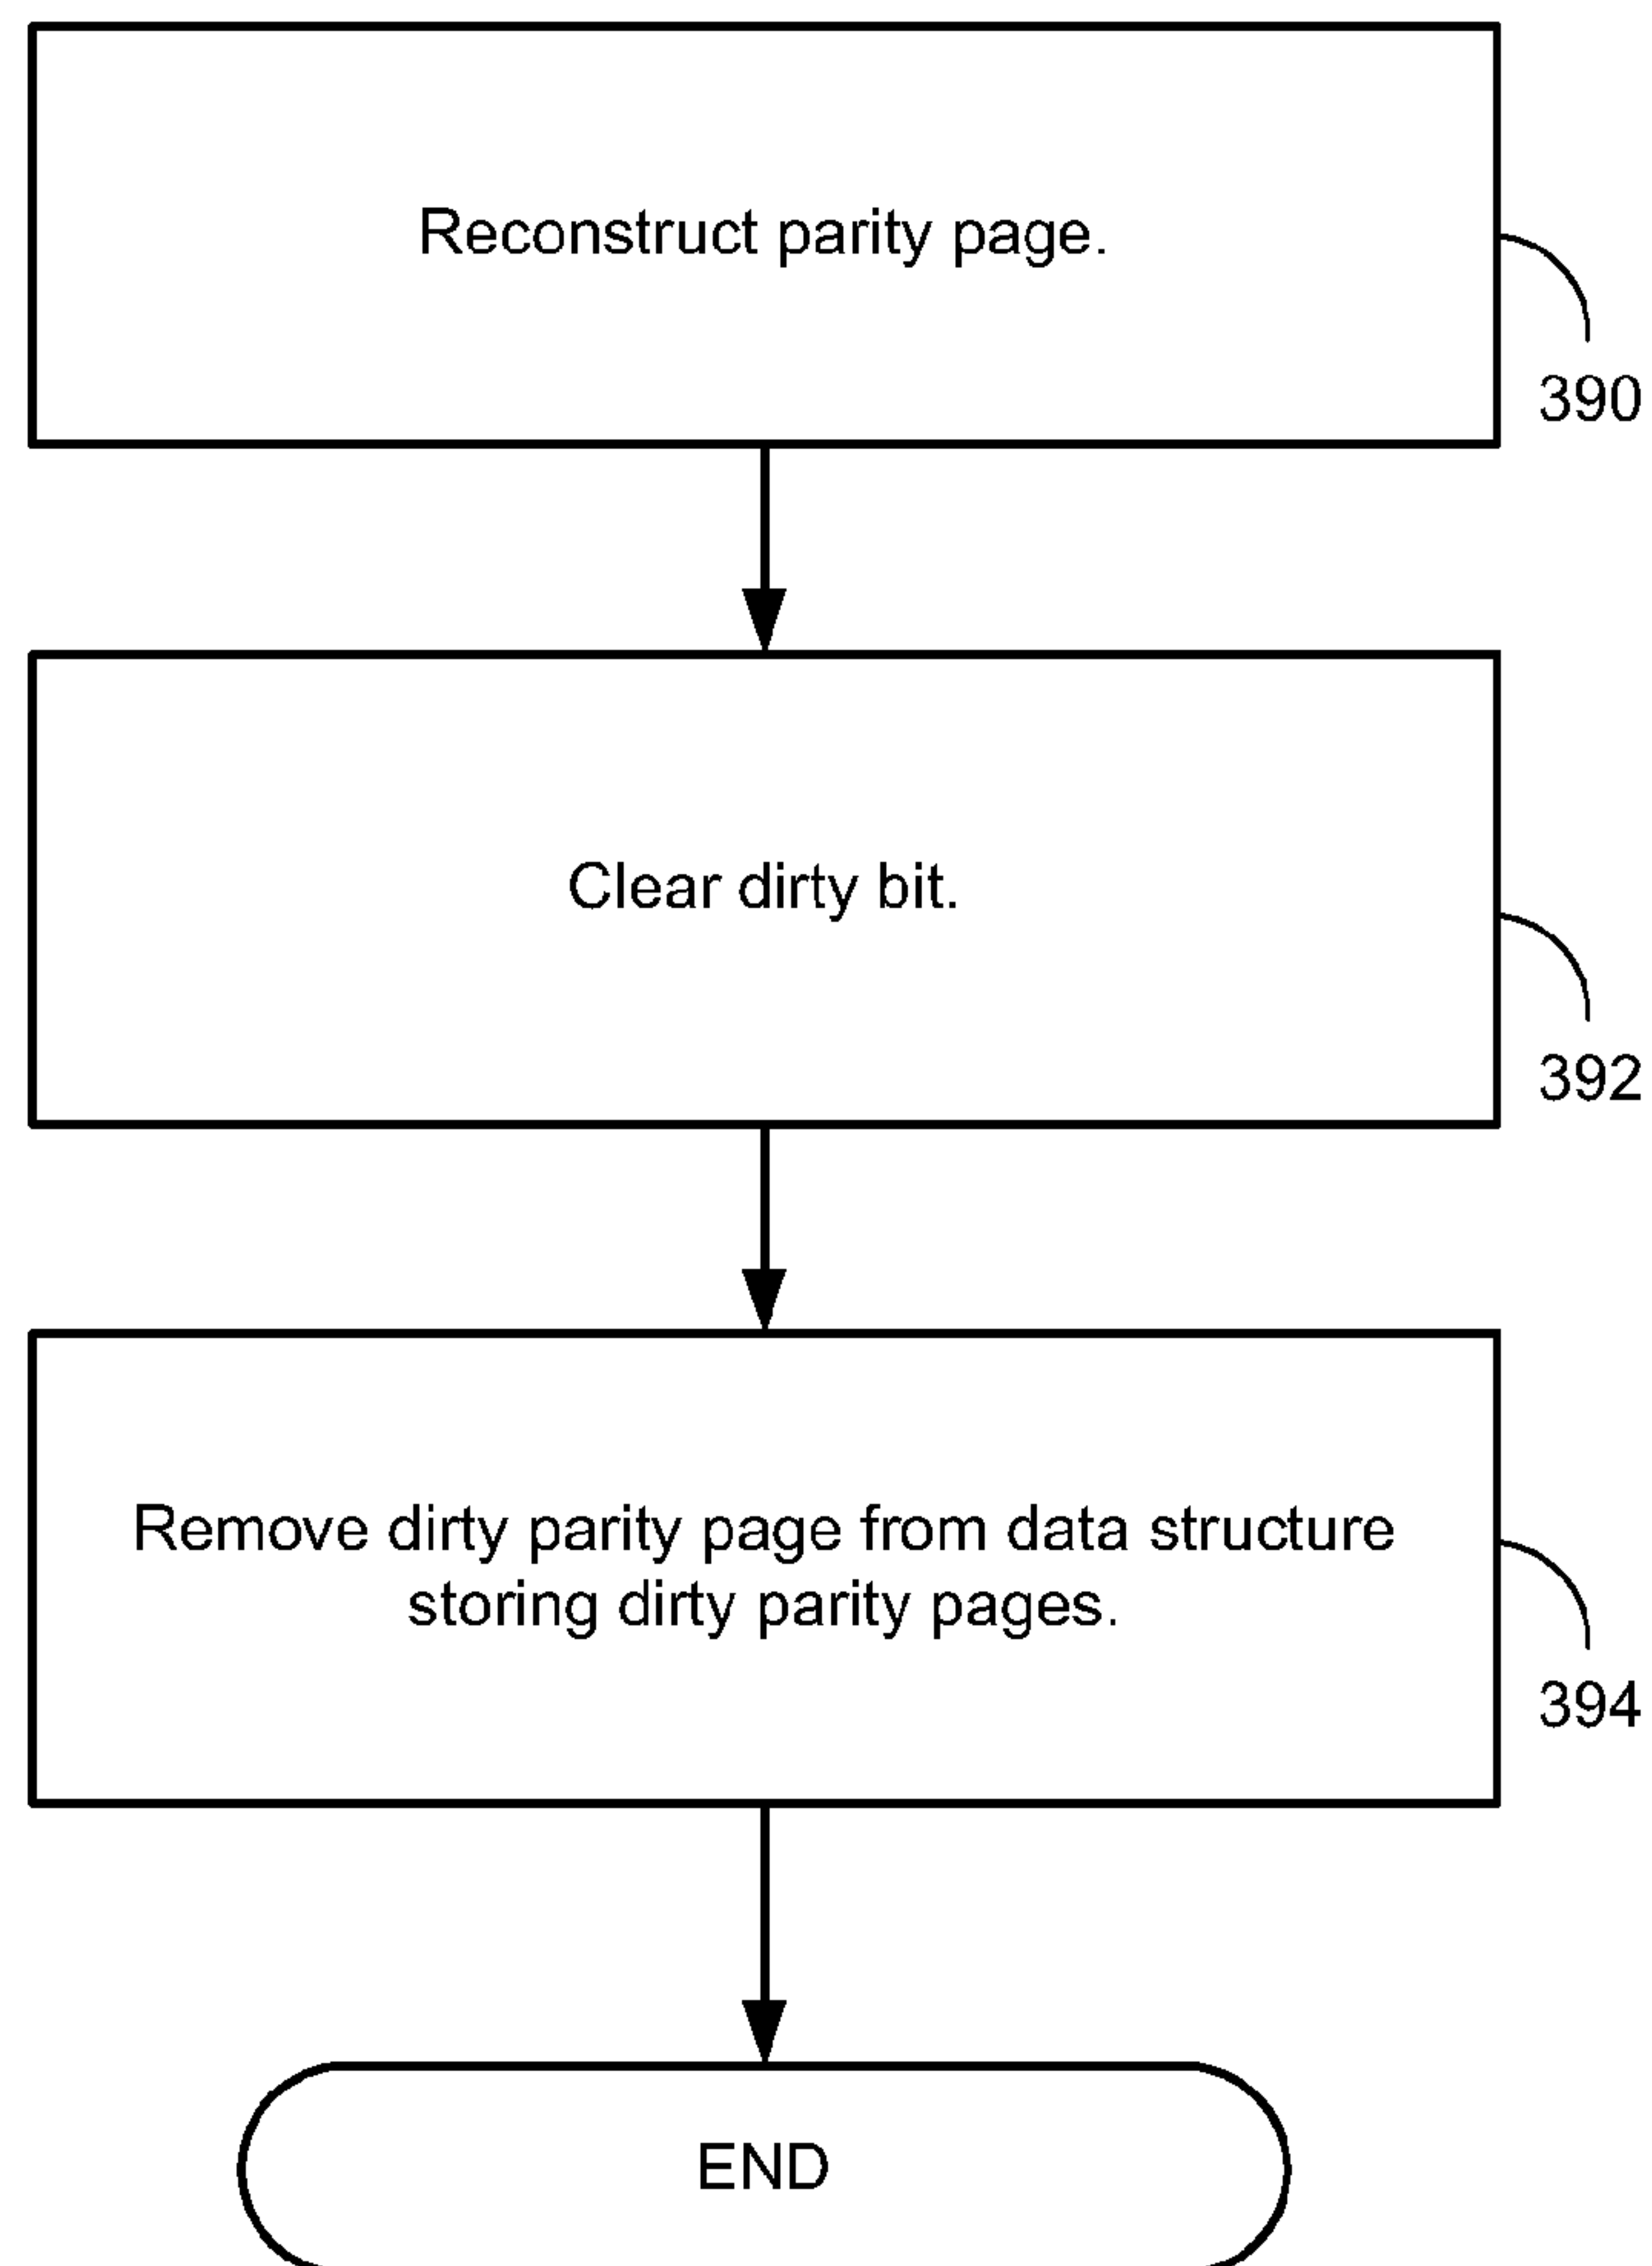 Reconstruct parity page.
390
Clear dirty bit.
392
Remove dirty parity page from data structure
storing dirty parity pages.
394
END